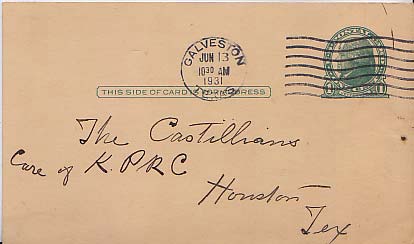 GALVESTON
JUN 13
10 30 AM
1931
THIS SIDE OF CARD IS FOR ADDRESS
The Castillians
Care of K.P.R.C
Houston
Tex